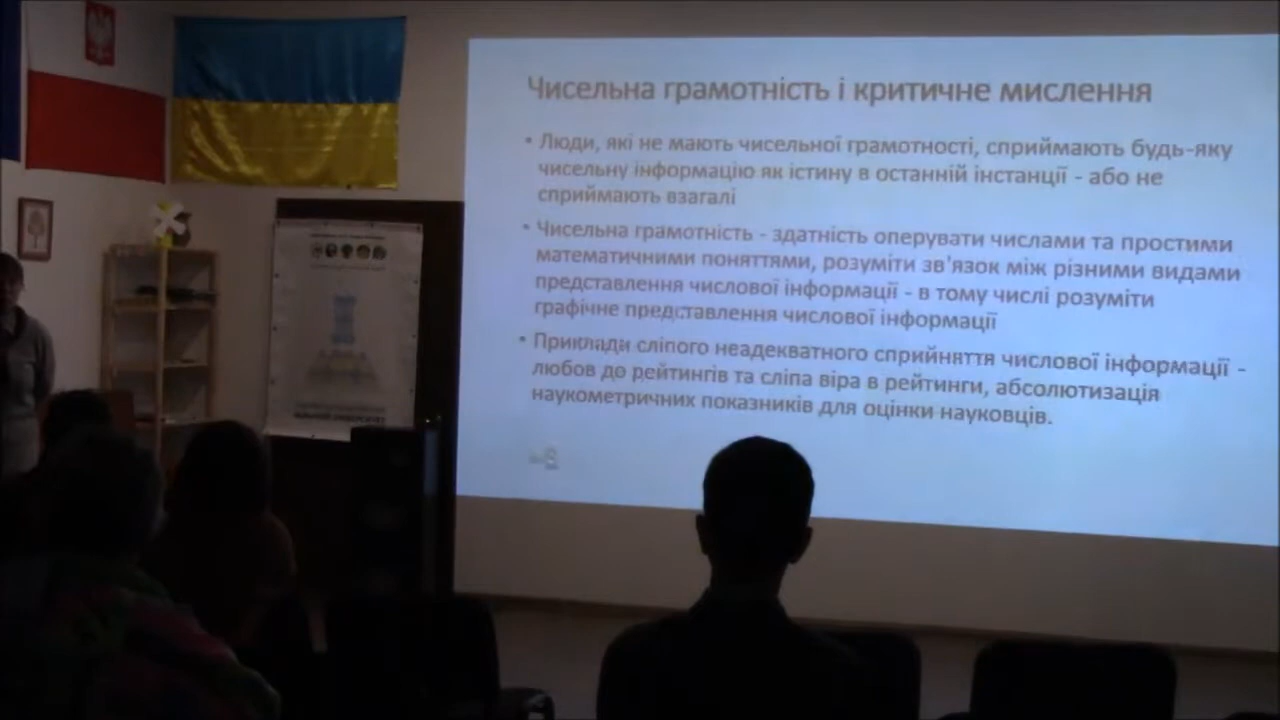 Чисельна грамотність і критичне мислення
• Люди, які не мають чисельної грамотності, сприймають будь-яку
чисельну інформацію як істину в останній інстанції - або не
сприймають взагалі
• Чисельна грамотність - здатність оперувати числами та простими
математичними поняттями, розуміти зв'язок між різними видами
представлення числової інформації - в тому числі розуміти
графічне представлення числової інформації
• Приклади сліпого неадекватного сприйняття числової інформації -
любов до рейтингів та сліпа віра в рейтинги, абсолютизація
наукометричних показників для оцінки науковців.